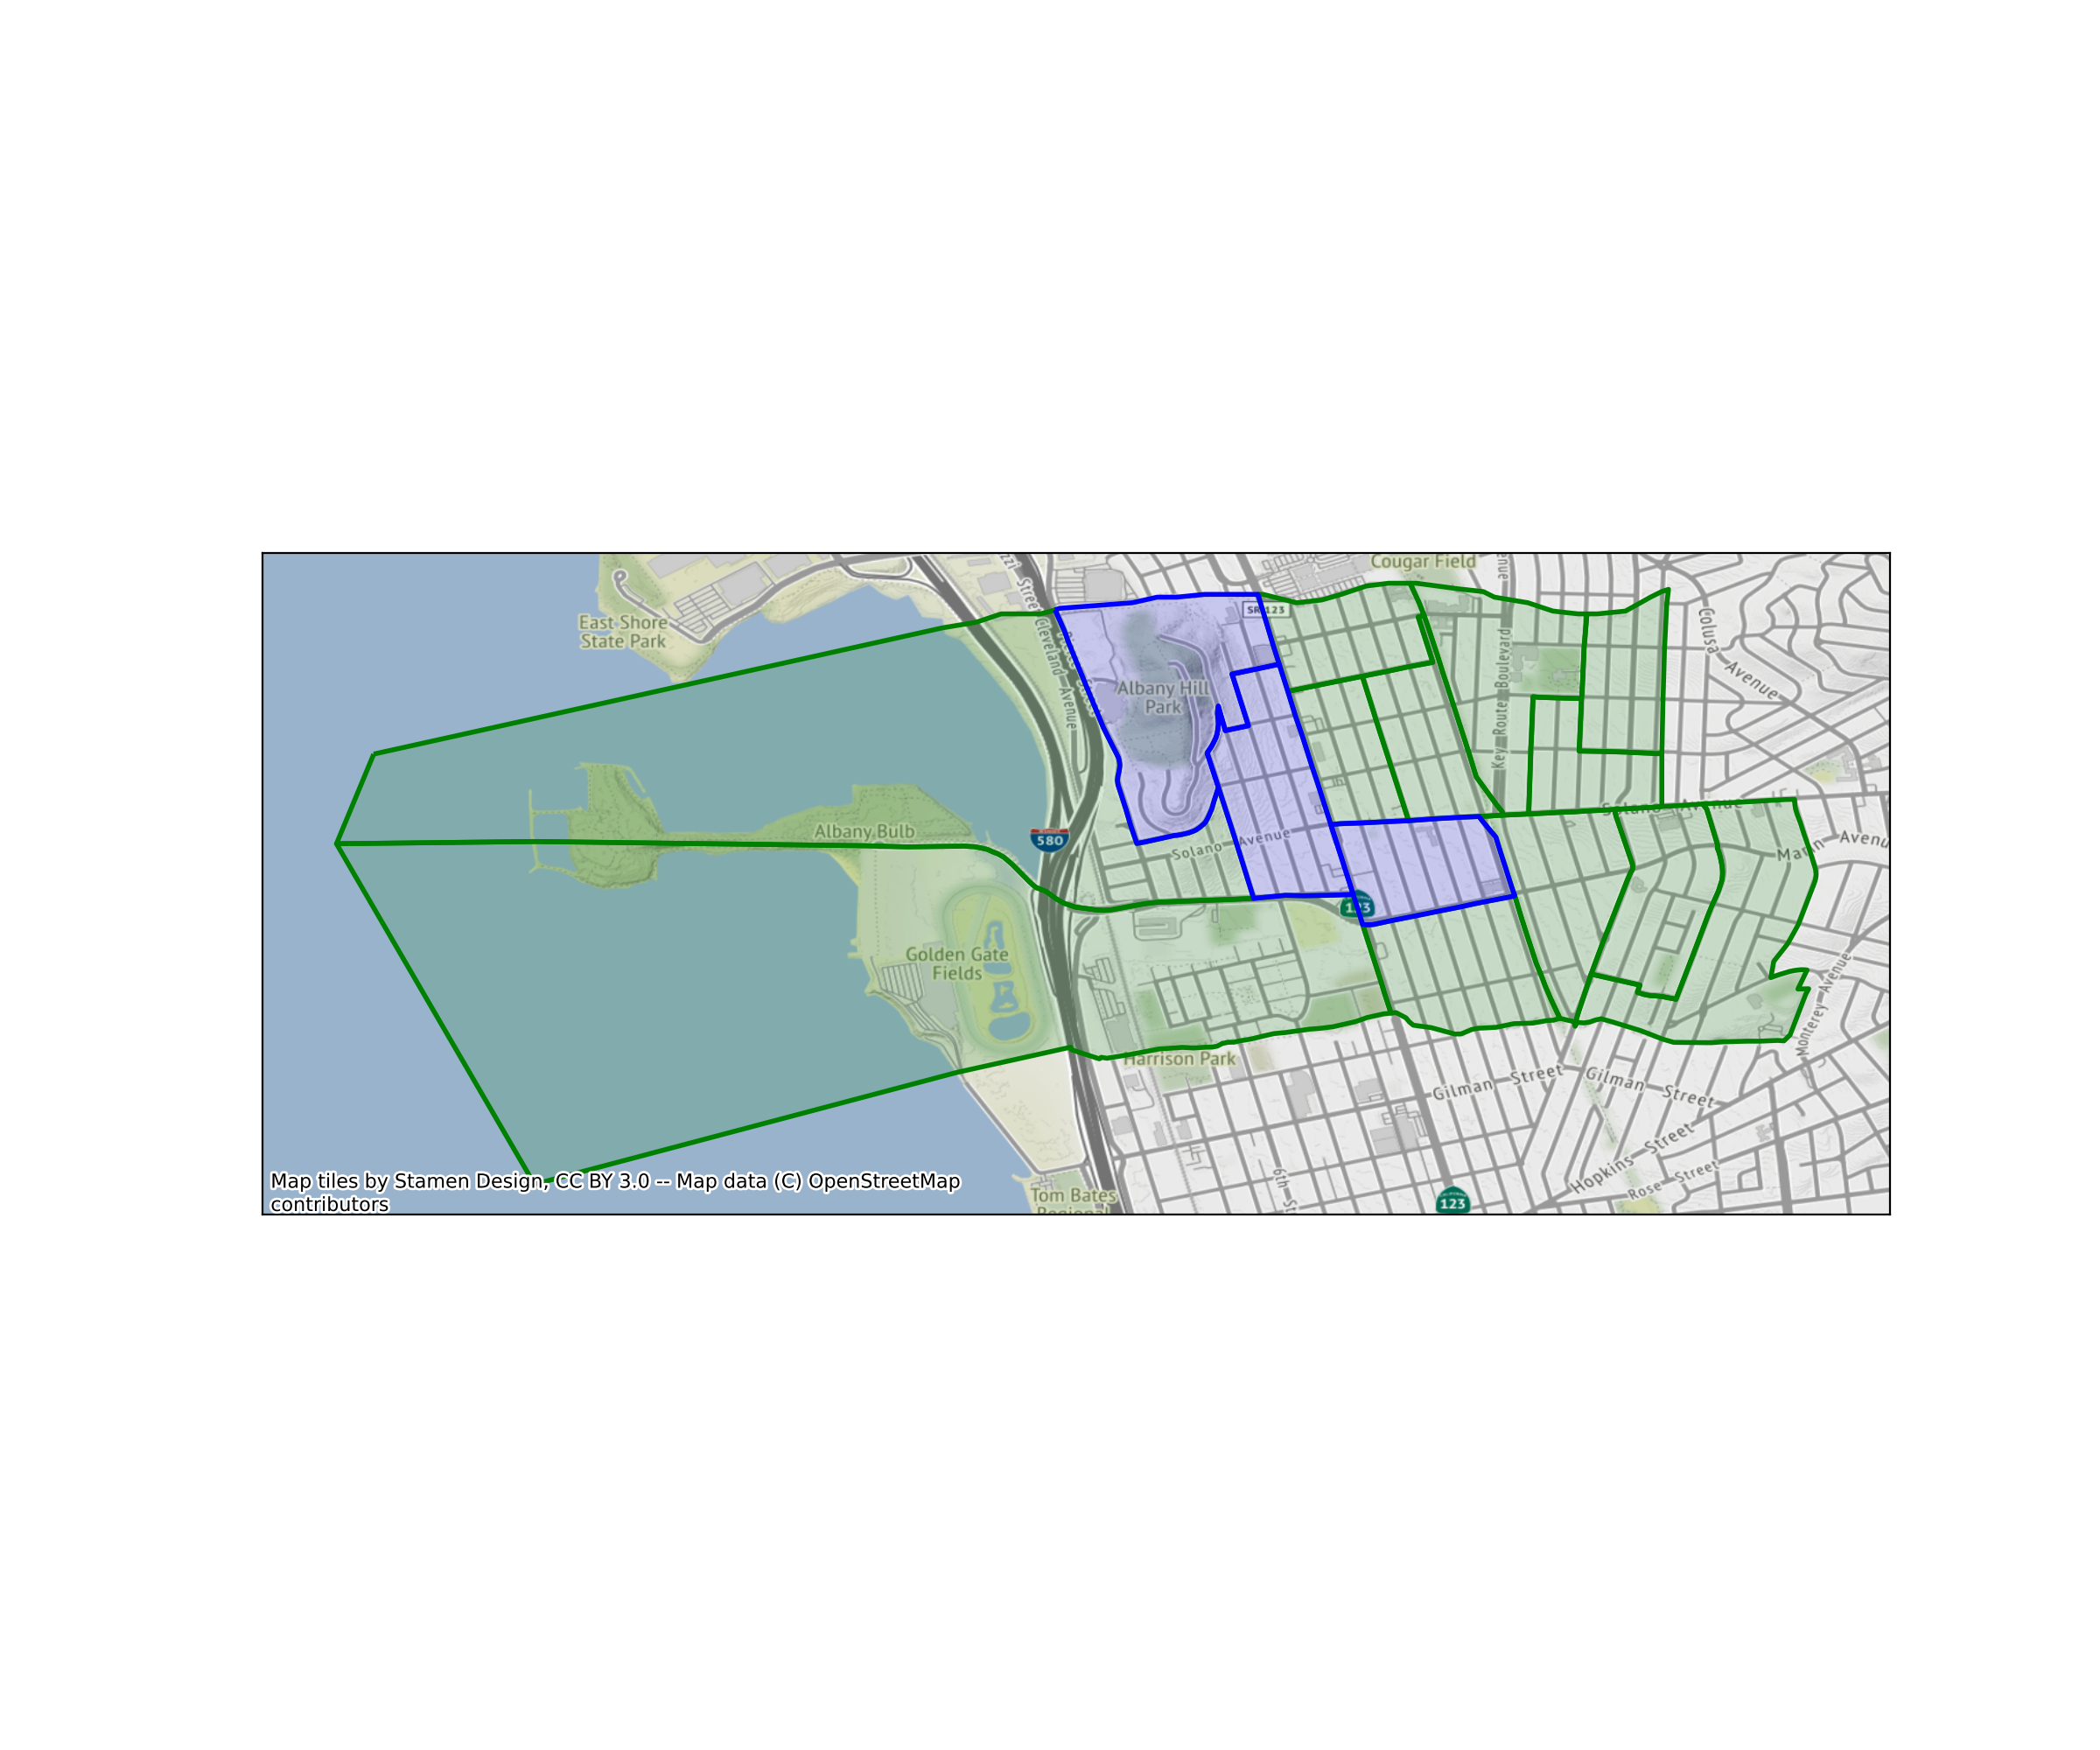 Cougar Field
East Shore
State Park
SR 123
Cleveland Avenue
Colusa
Avenue
Key Route Boulevard
Albany Hill
Park
Solano Avenue
Albany Bulb
580
Solano Avenue
Marin Avenu
123
Golden Gate
Fields
Monterey Avenue
Harrison Park
Gilman Street
Gilman Street
Hopkins Street
Rose Street
6th St
Tom Bates
Regional
123
Map tiles by Stamen Design, CC BY 3.0 -- Map data (C) OpenStreetMap
contributors